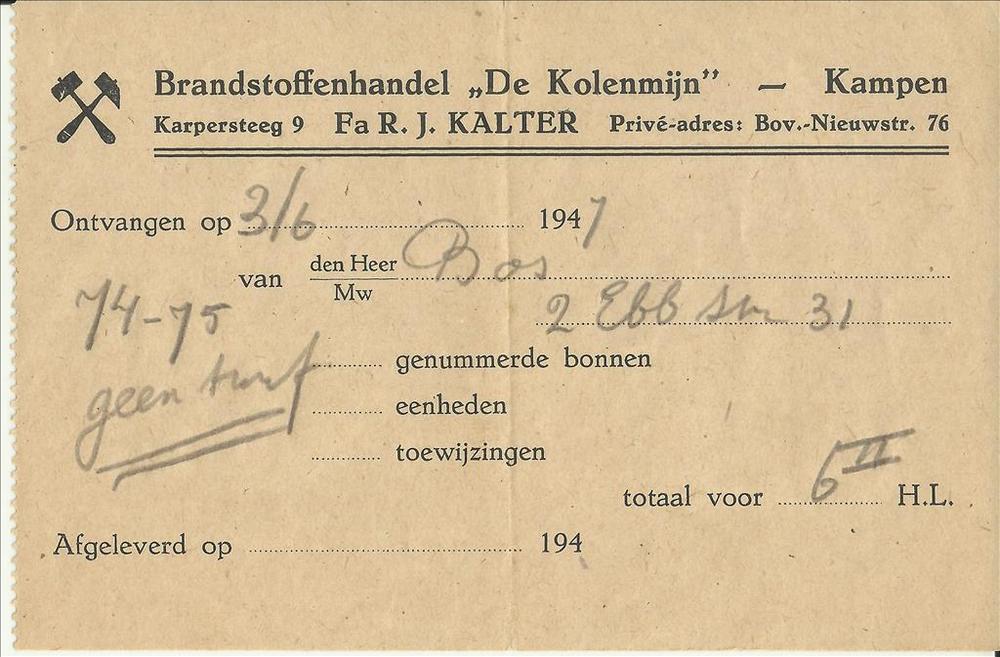 Brandstoffenhandel „De Kolenmijn” — Kampen
Karpersteeg 9 Fa R. J. KALTER Privé-adres: Bov.-Nieuwstr. 76
Ontvangen op 3/6 1947
van den Heer Bos
Mw
2 Ebb str 31
74-75
geen turf
genummerde bonnen
eenheden
toewijzingen
totaal voor 6 II H.L.
Afgeleverd op 194